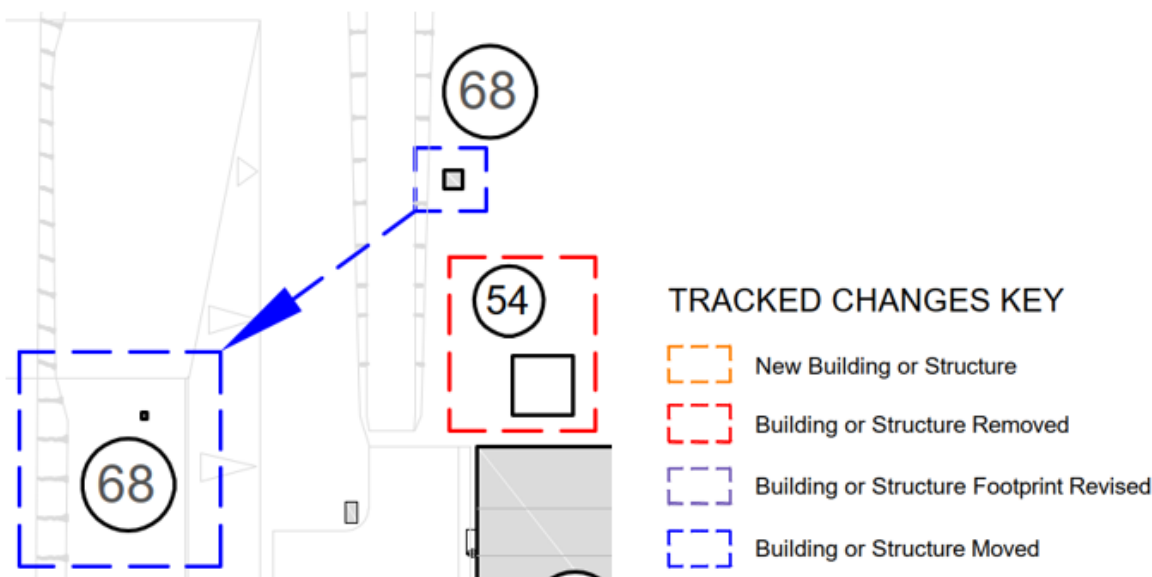 68
54
68
TRACKED CHANGES KEY
New Building or Structure
Building or Structure Removed
Building or Structure Footprint Revised
Building or Structure Moved